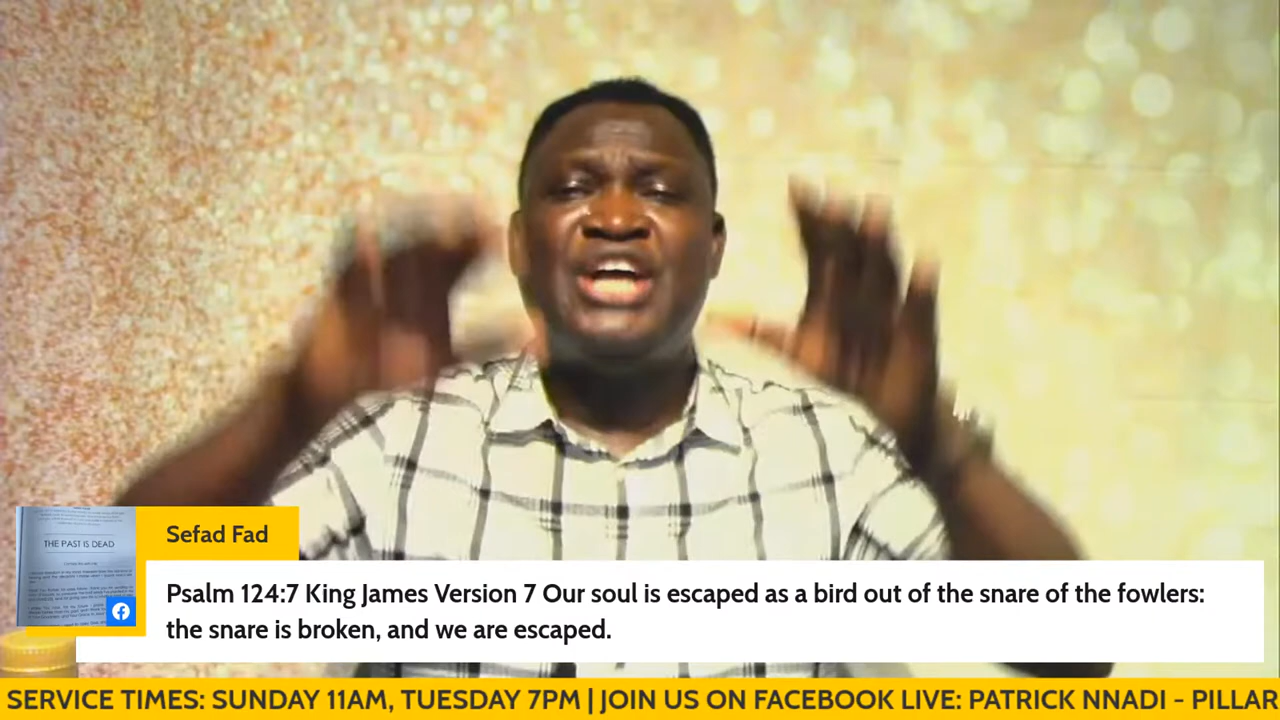 THE PAST IS DEAD
Sefad Fad
Psalm 124:7 King James Version 7 Our soul is escaped as a bird out of the snare of the fowlers:
the snare is broken, and we are escaped.
SERVICE TIMES: SUNDAY 11AM, TUESDAY 7PM | JOIN US ON FACEBOOK LIVE: PATRICK NNADI - PILLAR